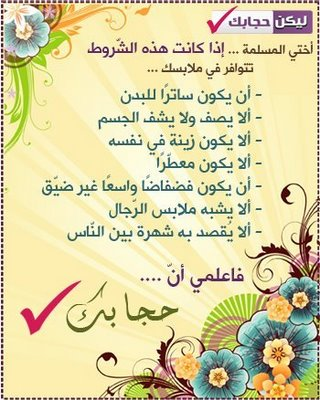 ليكن حجابك
أختي المسلمة ... إذا كانت هذه الشّروط
تتوافر في ملابسك ...
- أن يكون ساترًا للبدن
- ألا يصف ولا يشف الجسم
- ألا يكون زينة في نفسه
- ألا يكون معطّرًا
- أن يكون فضفاضًا واسعًا غير ضيّق
- ألا يشبه ملابس الرّجال
- ألا يُقصد به شهرة بين النّاس
فاعلمي أنّ ....
حجابك